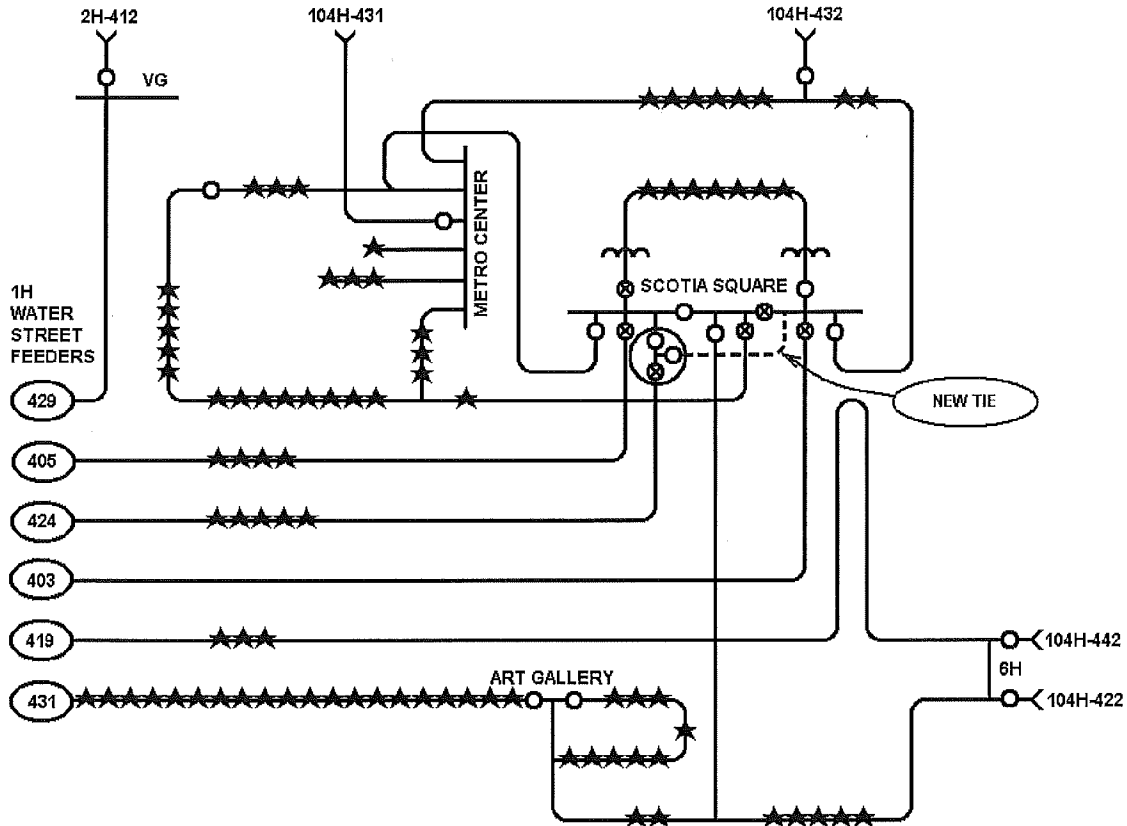 2H-412
104H-431
104H-432
VG
METRO CENTER
SCOTIA SQUARE
1H
WATER
STREET
FEEDERS
429
NEW TIE
405
424
403
419
104H-442
6H
431
ART GALLERY
104H-422